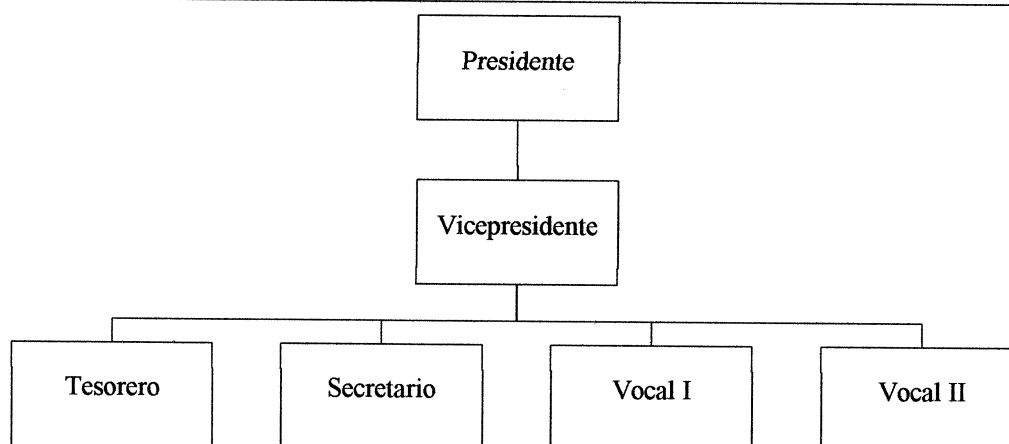 Presidente
Vicepresidente
Tesorero
Secretario
Vocal I
Vocal II